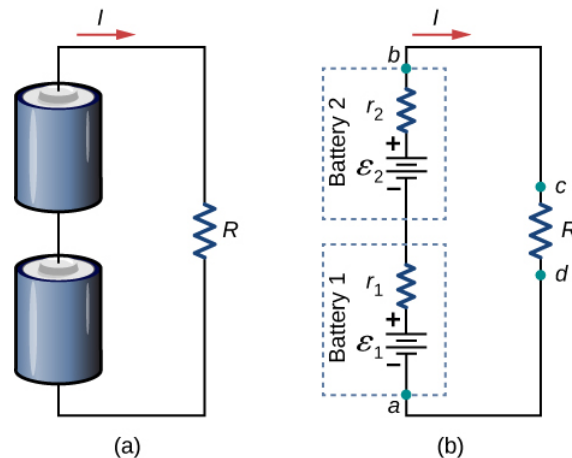 I
R
(a)
I
b
Battery 2
r2
+
ε2
−
c
R
d
Battery 1
r1
+
ε1
−
a
(b)